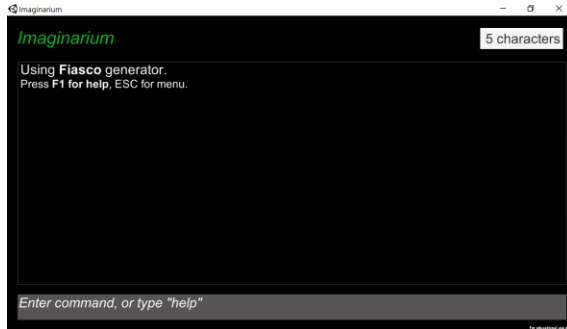 Imaginarium
Imaginarium
5 characters
Using Fiasco generator.
Press F1 for help, ESC for menu.
Enter command, or type "help"